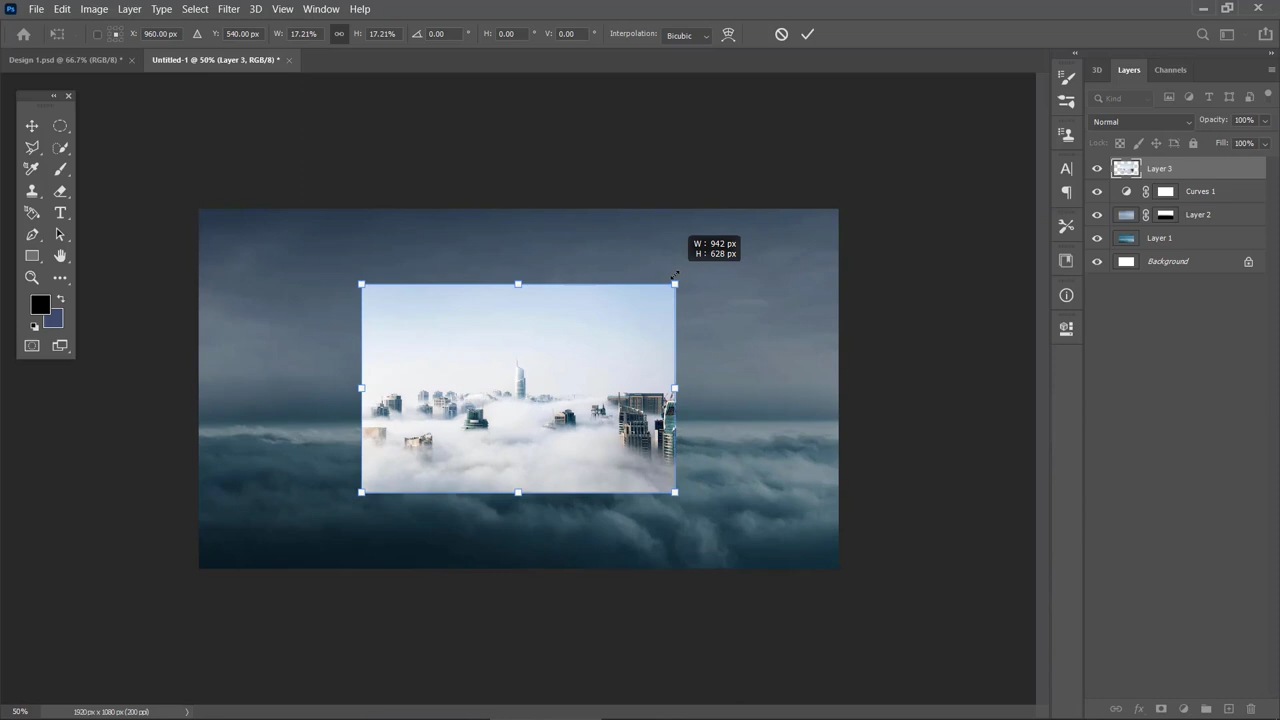 Ps File Edit Image Layer Type Select Filter 3D View Window Help
X: 960.00 px Y: 540.00 px W: 17.21% H: 17.21% 0.00 ° H: 0.00 ° V: 0.00 ° Interpolation: Bicubic
Design 1.psd @ 66.7% (RGB/8) * × Untitled-1 @ 50% (Layer 3, RGB/8) * ×
3D Layers Channels
Kind
Normal Opacity: 100%
Lock: Fill: 100%
Layer 3
Curves 1
Layer 2
Layer 1
Background
W: 942 px
H: 628 px
50% 1920 px x 1080 px (200 ppi)